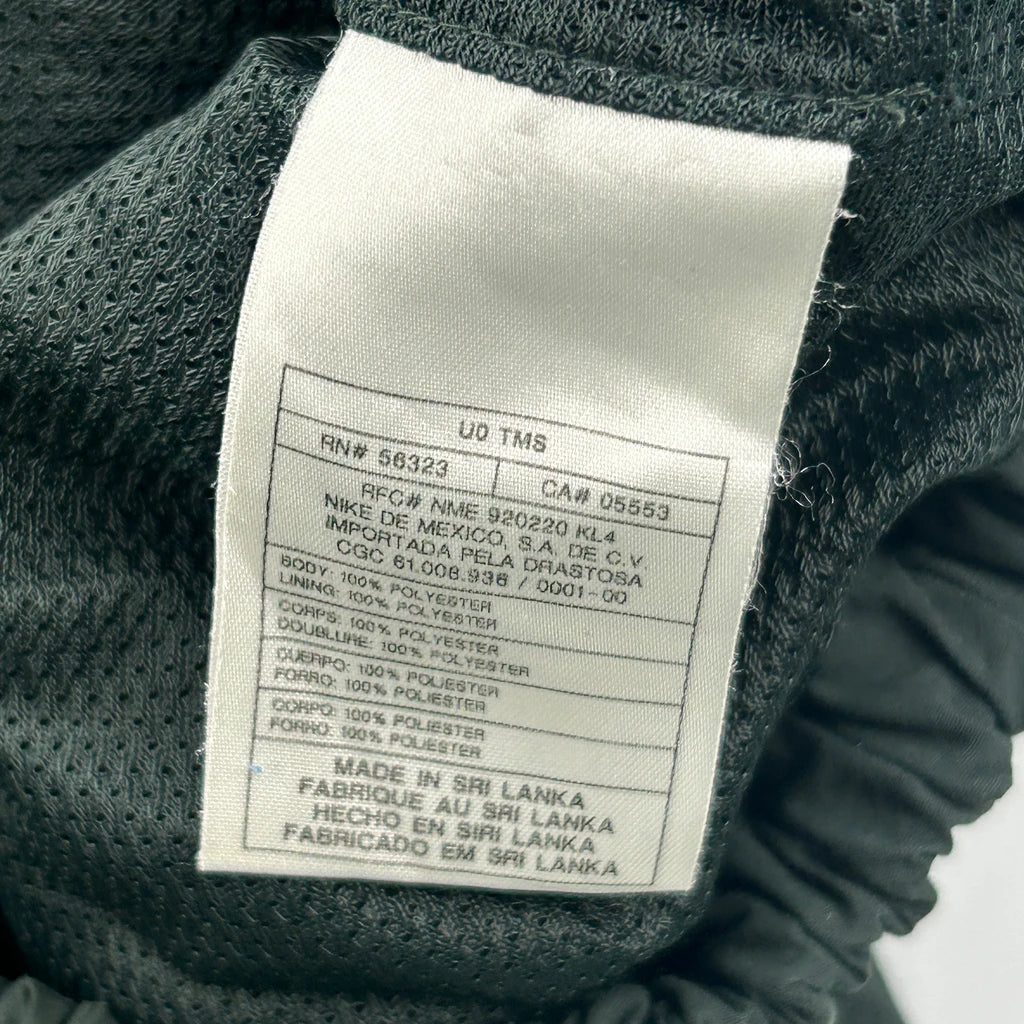 U0 TMS
RN# 56323
CA# 05553
RFC# NME 920220 KL4
NIKE DE MEXICO, S.A. DE C.V.
IMPORTADA PELA DRASTOSA
CGC 61.008.936 / 0001-00
BODY: 100% POLYESTER
LINING: 100% POLYESTER
CORPS: 100% POLYESTER
DOUBLURE: 100% POLYESTER
CUERPO: 100% POLIESTER
FORRO: 100% POLIESTER
CORPO: 100% POLIESTER
FORRO: 100% POLIESTER
MADE IN SRI LANKA
FABRIQUE AU SRI LANKA
HECHO EN SIRI LANKA
FABRICADO EM SRI LANKA